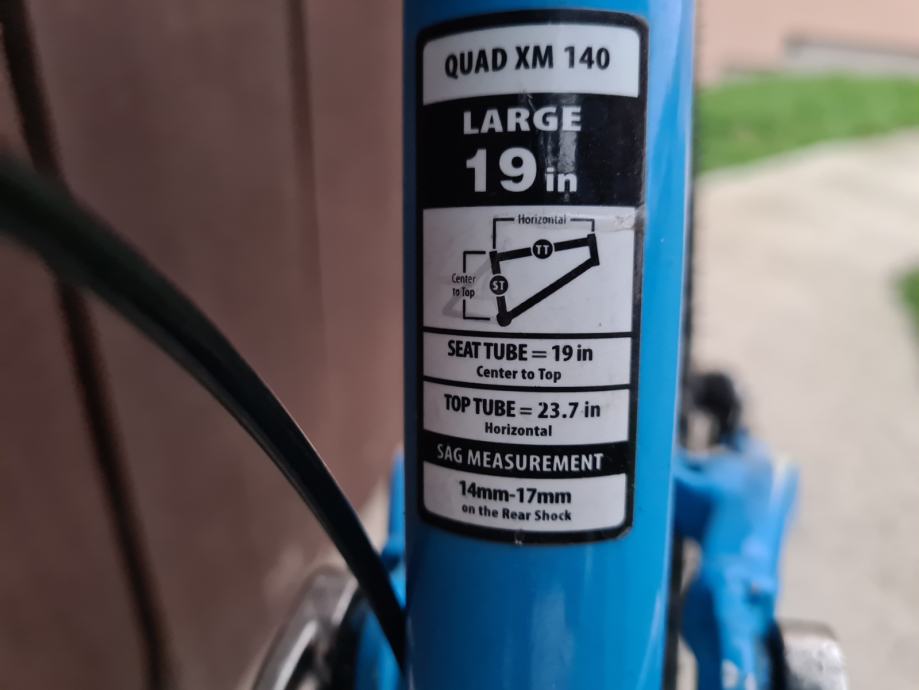 QUAD XM 140
LARGE
19 in
Horizontal
TT
Center
to Top
ST
SEAT TUBE = 19 in
Center to Top
TOP TUBE = 23.7 in
Horizontal
SAG MEASUREMENT
14mm-17mm
on the Rear Shock